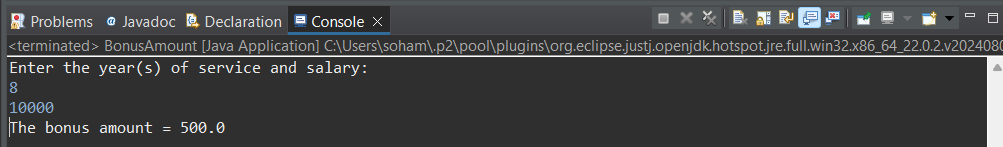 Problems @ Javadoc Declaration Console
<terminated> BonusAmount [Java Application] C:\Users\soham\.p2\pool\plugins\org.eclipse.justj.openjdk.hotspot.jre.full.win32.x86_64_22.0.2.v2024080
Enter the year(s) of service and salary:
8
10000
The bonus amount = 500.0